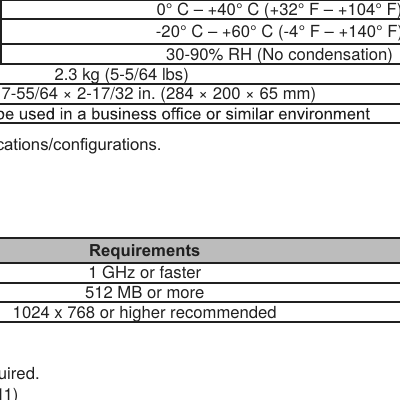 0° C – +40° C (+32° F – +104° F)
-20° C – +60° C (-4° F – +140° F)
30-90% RH (No condensation)
2.3 kg (5-5/64 lbs)
7-55/64 × 2-17/32 in. (284 × 200 × 65 mm)
be used in a business office or similar environment
cations/configurations.
Requirements
1 GHz or faster
512 MB or more
1024 x 768 or higher recommended
uired.
11)